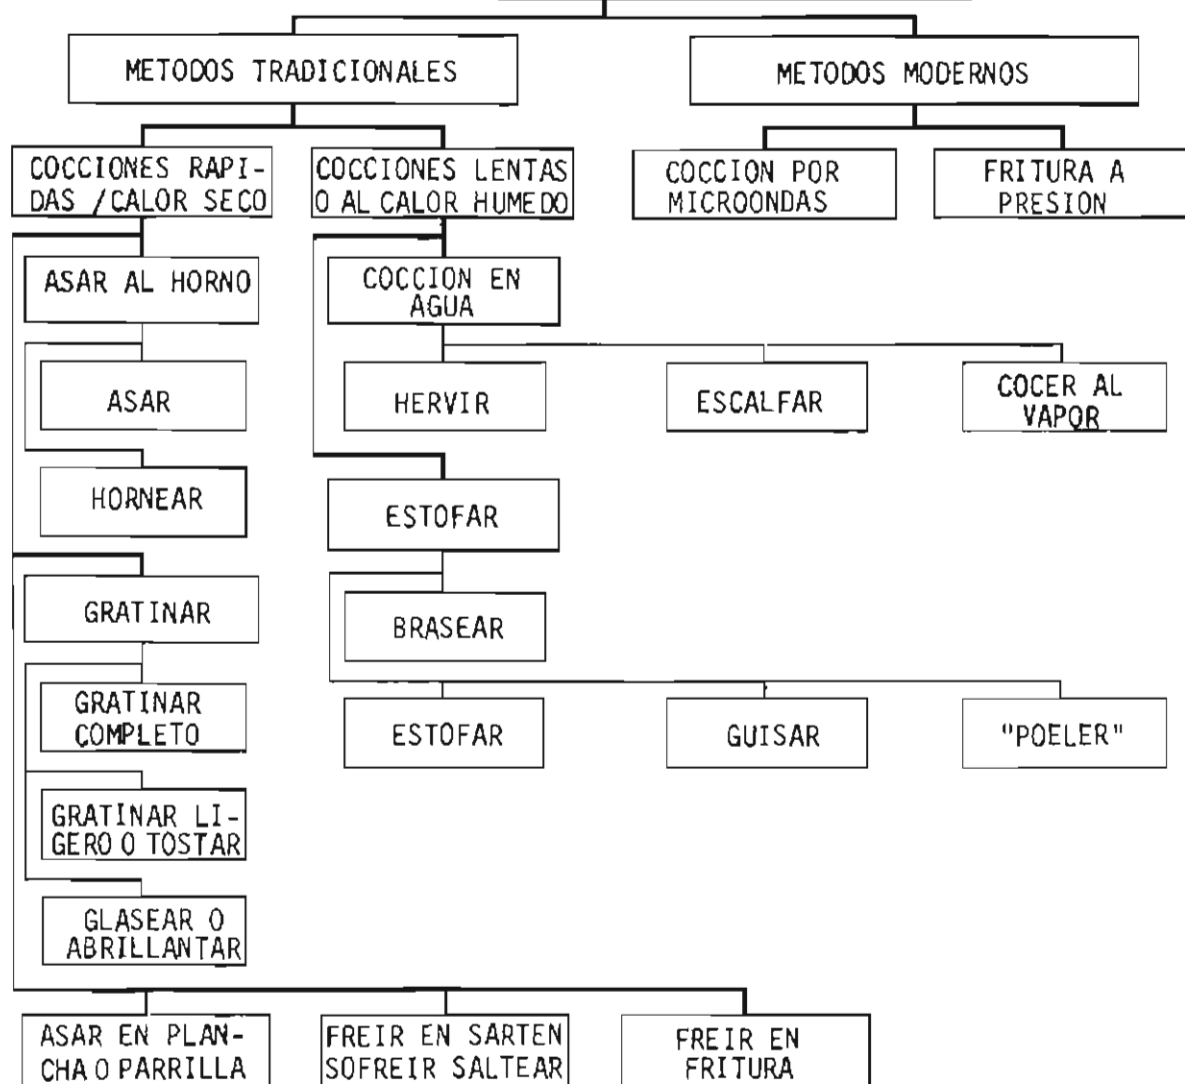 METODOS TRADICIONALES
METODOS MODERNOS
COCCIONES RAPI-
DAS /CALOR SECO
COCCIONES LENTAS
O AL CALOR HUMEDO
COCCION POR
MICROONDAS
FRITURA A
PRESION
ASAR AL HORNO
COCCION EN
AGUA
ASAR
HERVIR
ESCALFAR
COCER AL
VAPOR
HORNEAR
ESTOFAR
GRATINAR
BRASEAR
GRATINAR
COMPLETO
ESTOFAR
GUISAR
"POELER"
GRATINAR LI-
GERO O TOSTAR
GLASEAR O
ABRILLANTAR
ASAR EN PLAN-
CHA O PARRILLA
FREIR EN SARTEN
SOFREIR SALTEAR
FREIR EN
FRITURA